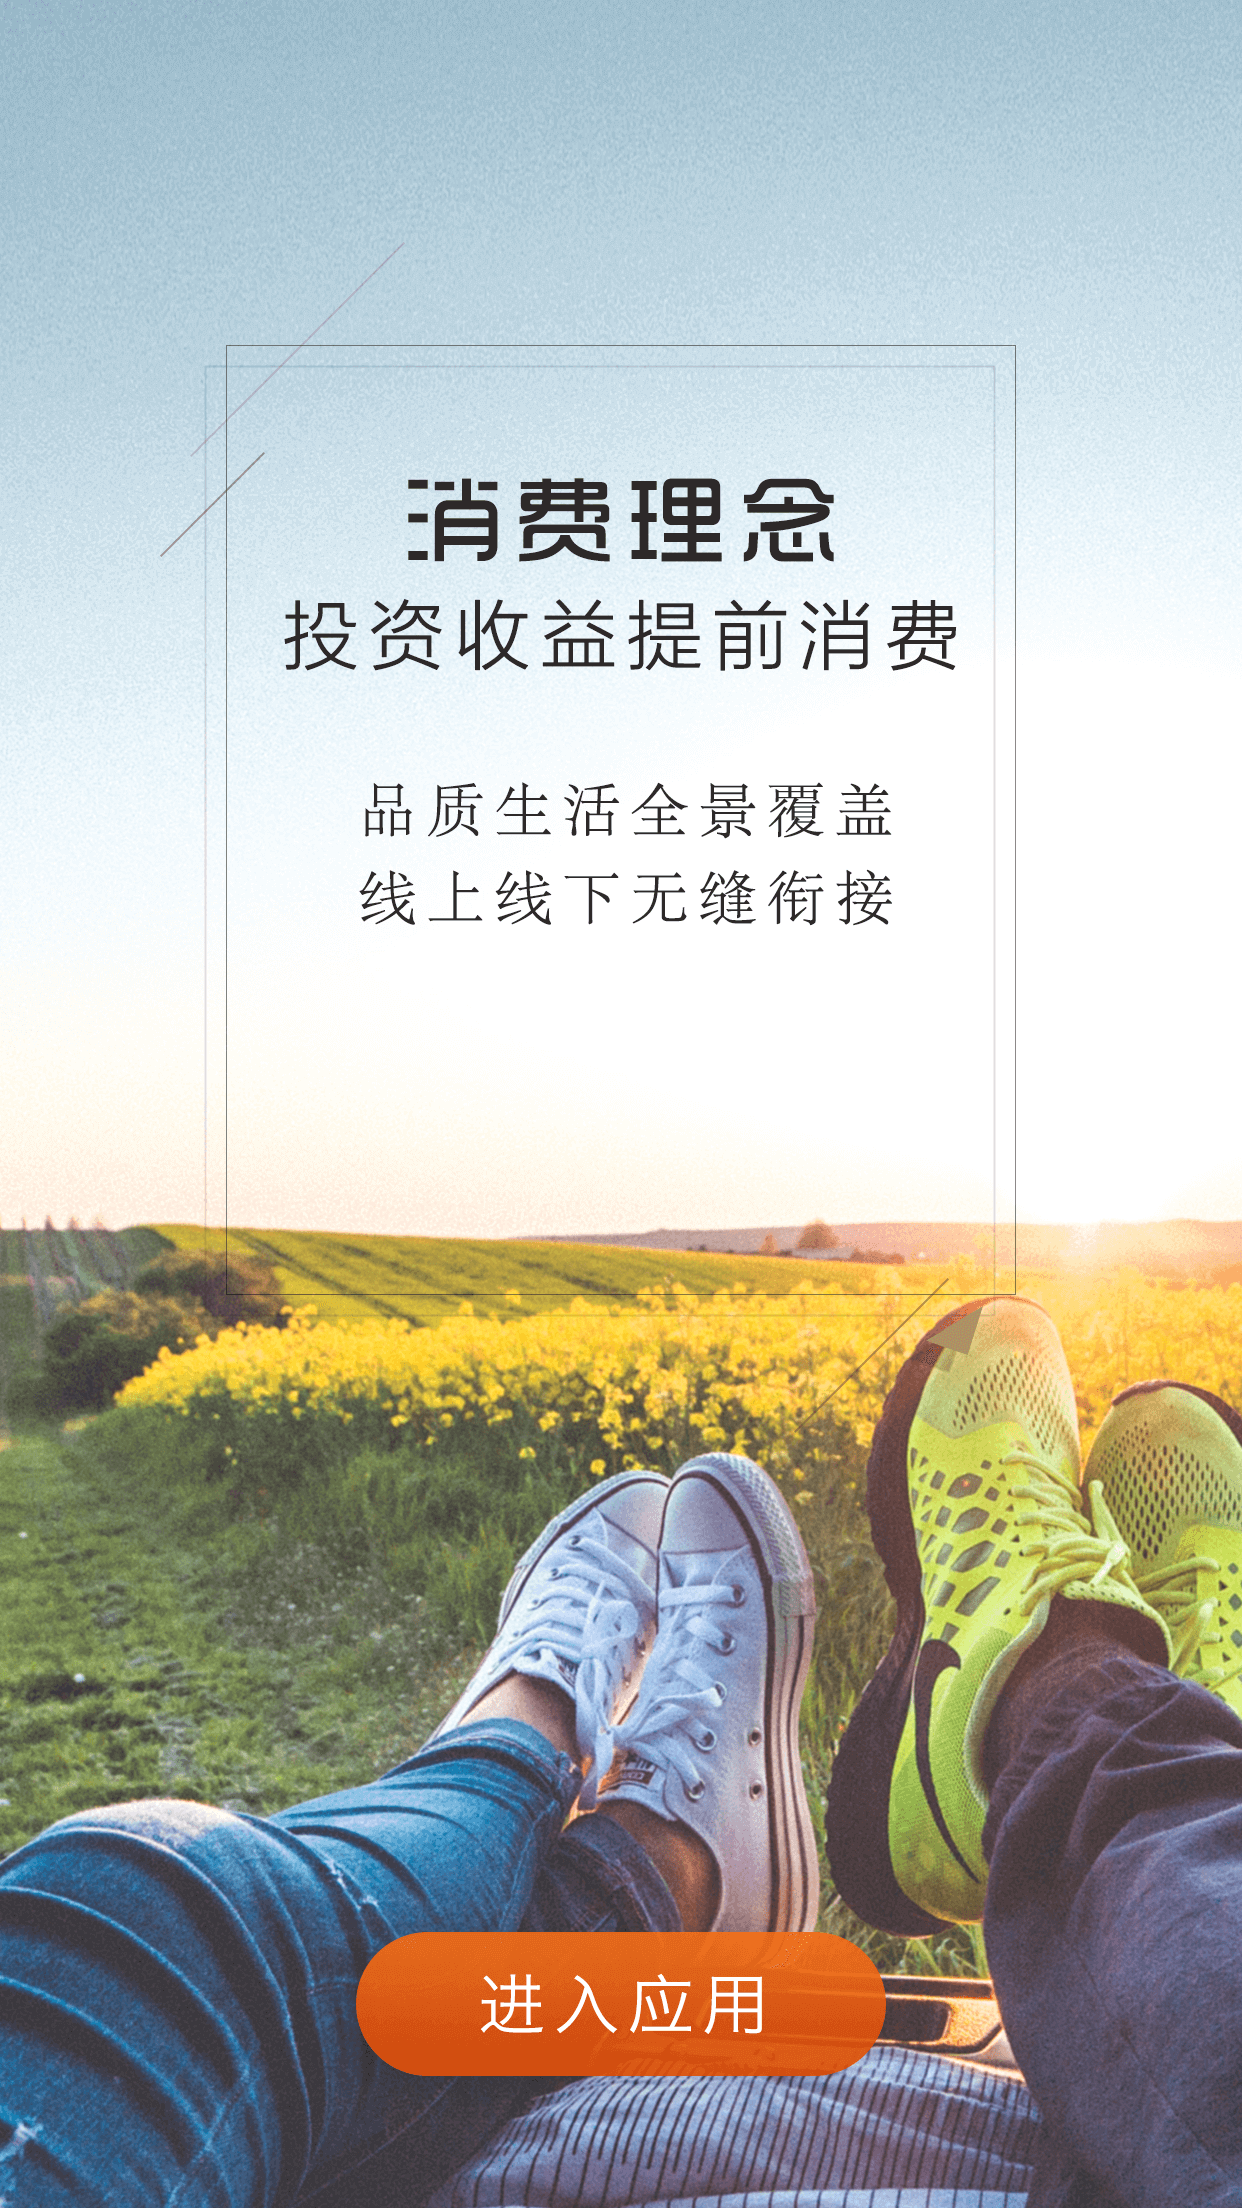 消费理念
投资收益提前消费
品质生活全景覆盖
线上线下无缝衔接
进入应用